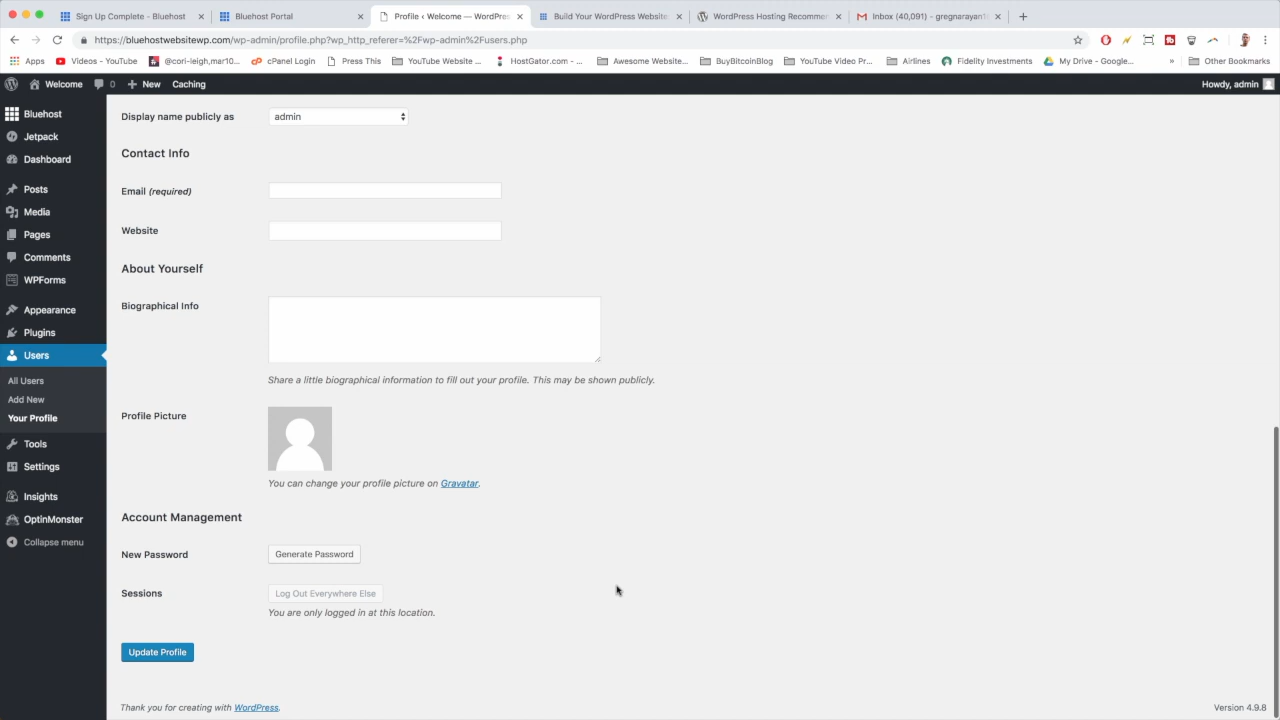 Sign Up Complete - Bluehost
Bluehost Portal
Profile ‹ Welcome — WordPres
Build Your WordPress Website
WordPress Hosting Recommen
Inbox (40,091) - gregnarayan1
https://bluehostwebsitewp.com/wp-admin/profile.php?wp_http_referer=%2Fwp-admin%2Fusers.php
Apps
Videos - YouTube
@cori-leigh,mar10...
cPanel Login
Press This
YouTube Website ...
HostGator.com - ...
Awesome Website...
BuyBitcoinBlog
YouTube Video Pr...
Airlines
Fidelity Investments
My Drive - Google...
»
Other Bookmarks
Welcome
0
New
Caching
Howdy, admin
Bluehost
Jetpack
Dashboard
Posts
Media
Pages
Comments
WPForms
Appearance
Plugins
Users
All Users
Add New
Your Profile
Tools
Settings
Insights
OptinMonster
Collapse menu
Display name publicly as
admin
Contact Info
Email (required)
Website
About Yourself
Biographical Info
Share a little biographical information to fill out your profile. This may be shown publicly.
Profile Picture
You can change your profile picture on Gravatar.
Account Management
New Password
Generate Password
Sessions
Log Out Everywhere Else
You are only logged in at this location.
Update Profile
Thank you for creating with WordPress.
Version 4.9.8